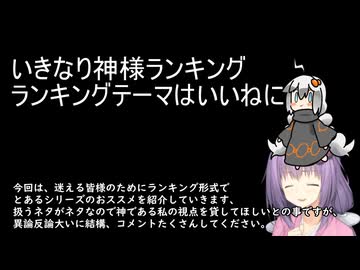 いきなり神様ランキング
ランキングテーマはいいねに
今回は、迷える皆様のためにランキング形式で
とあるシリーズのおススメを紹介していきます、
扱うネタがネタなので神である私の視点を貸してほしいとの事ですが、
異論反論大いに結構、コメントたくさんしてください。